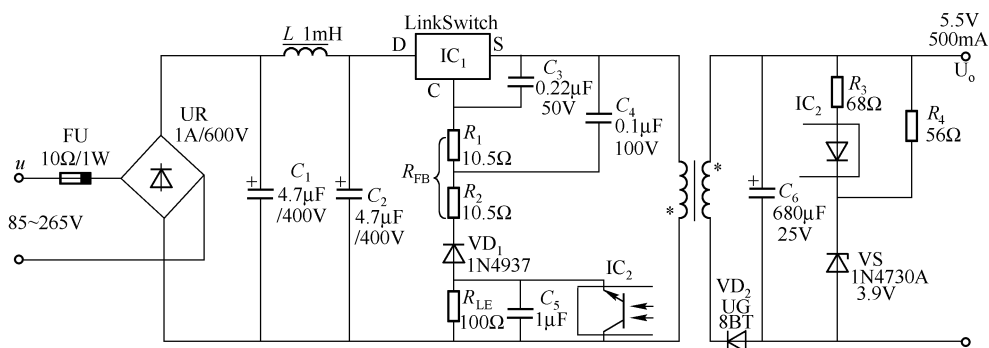 LinkSwitch
L 1mH
D
S
IC1
C
C3
0.22μF
50V
C4
0.1μF
100V
5.5V
500mA
Uo
R3
68Ω
IC2
R4
56Ω
UR
1A/600V
FU
10Ω/1W
u
85~265V
C1
4.7μF
/400V
C2
4.7μF
/400V
R1
10.5Ω
RFB
R2
10.5Ω
VD1
1N4937
RLE
100Ω
C5
1μF
IC2
*
*
C6
680μF
25V
VS
1N4730A
3.9V
VD2
UG
8BT
+
+
+